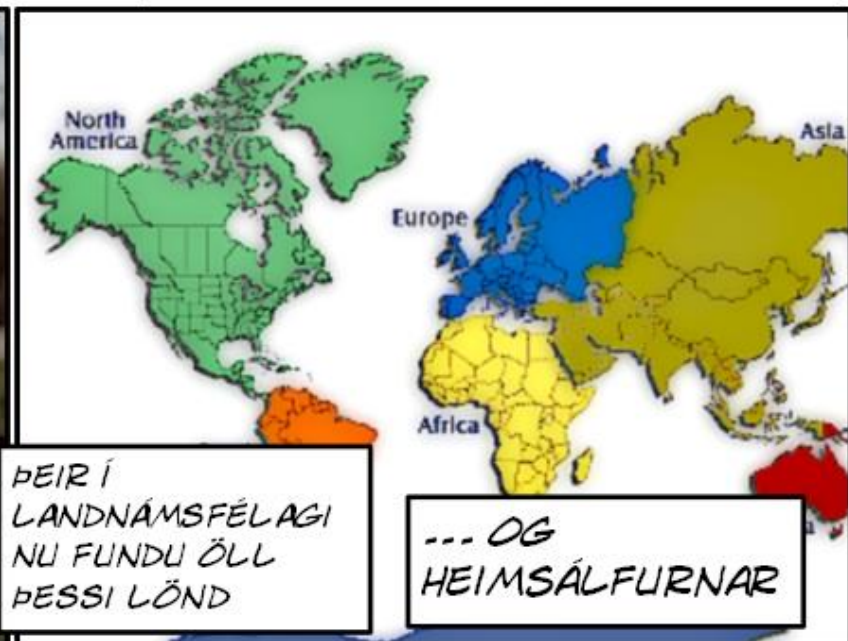 North
America
Asia
Europe
Africa
ÞEIR Í
LANDNÁMSFÉLAGI
NU FUNDU ÖLL
ÞESSI LÖND
... OG
HEIMSÁLFURNAR